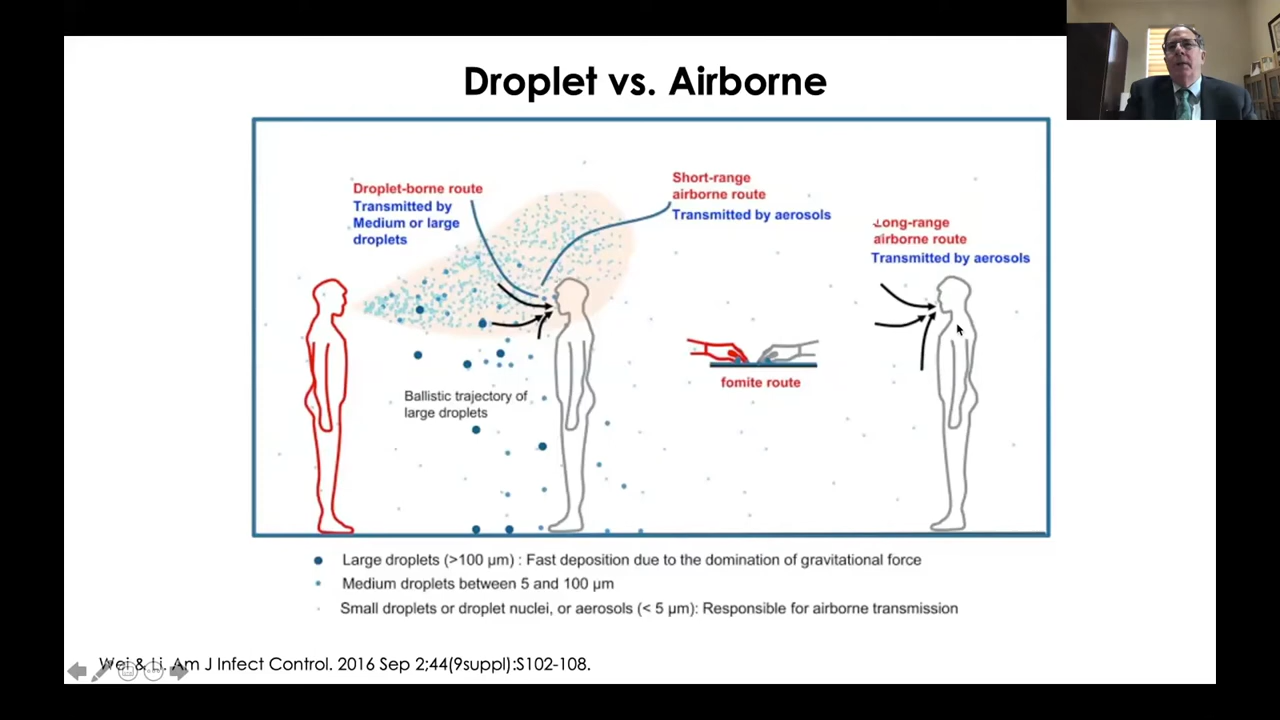 Droplet vs. Airborne
Droplet-borne route
Transmitted by
Medium or large
droplets
Short-range
airborne route
Transmitted by aerosols
Long-range
airborne route
Transmitted by aerosols
Ballistic trajectory of
large droplets
fomite route
Large droplets (>100 µm) : Fast deposition due to the domination of gravitational force
Medium droplets between 5 and 100 µm
Small droplets or droplet nuclei, or aerosols (< 5 µm): Responsible for airborne transmission
Wei & Li. Am J Infect Control. 2016 Sep 2;44(9suppl):S102-108.